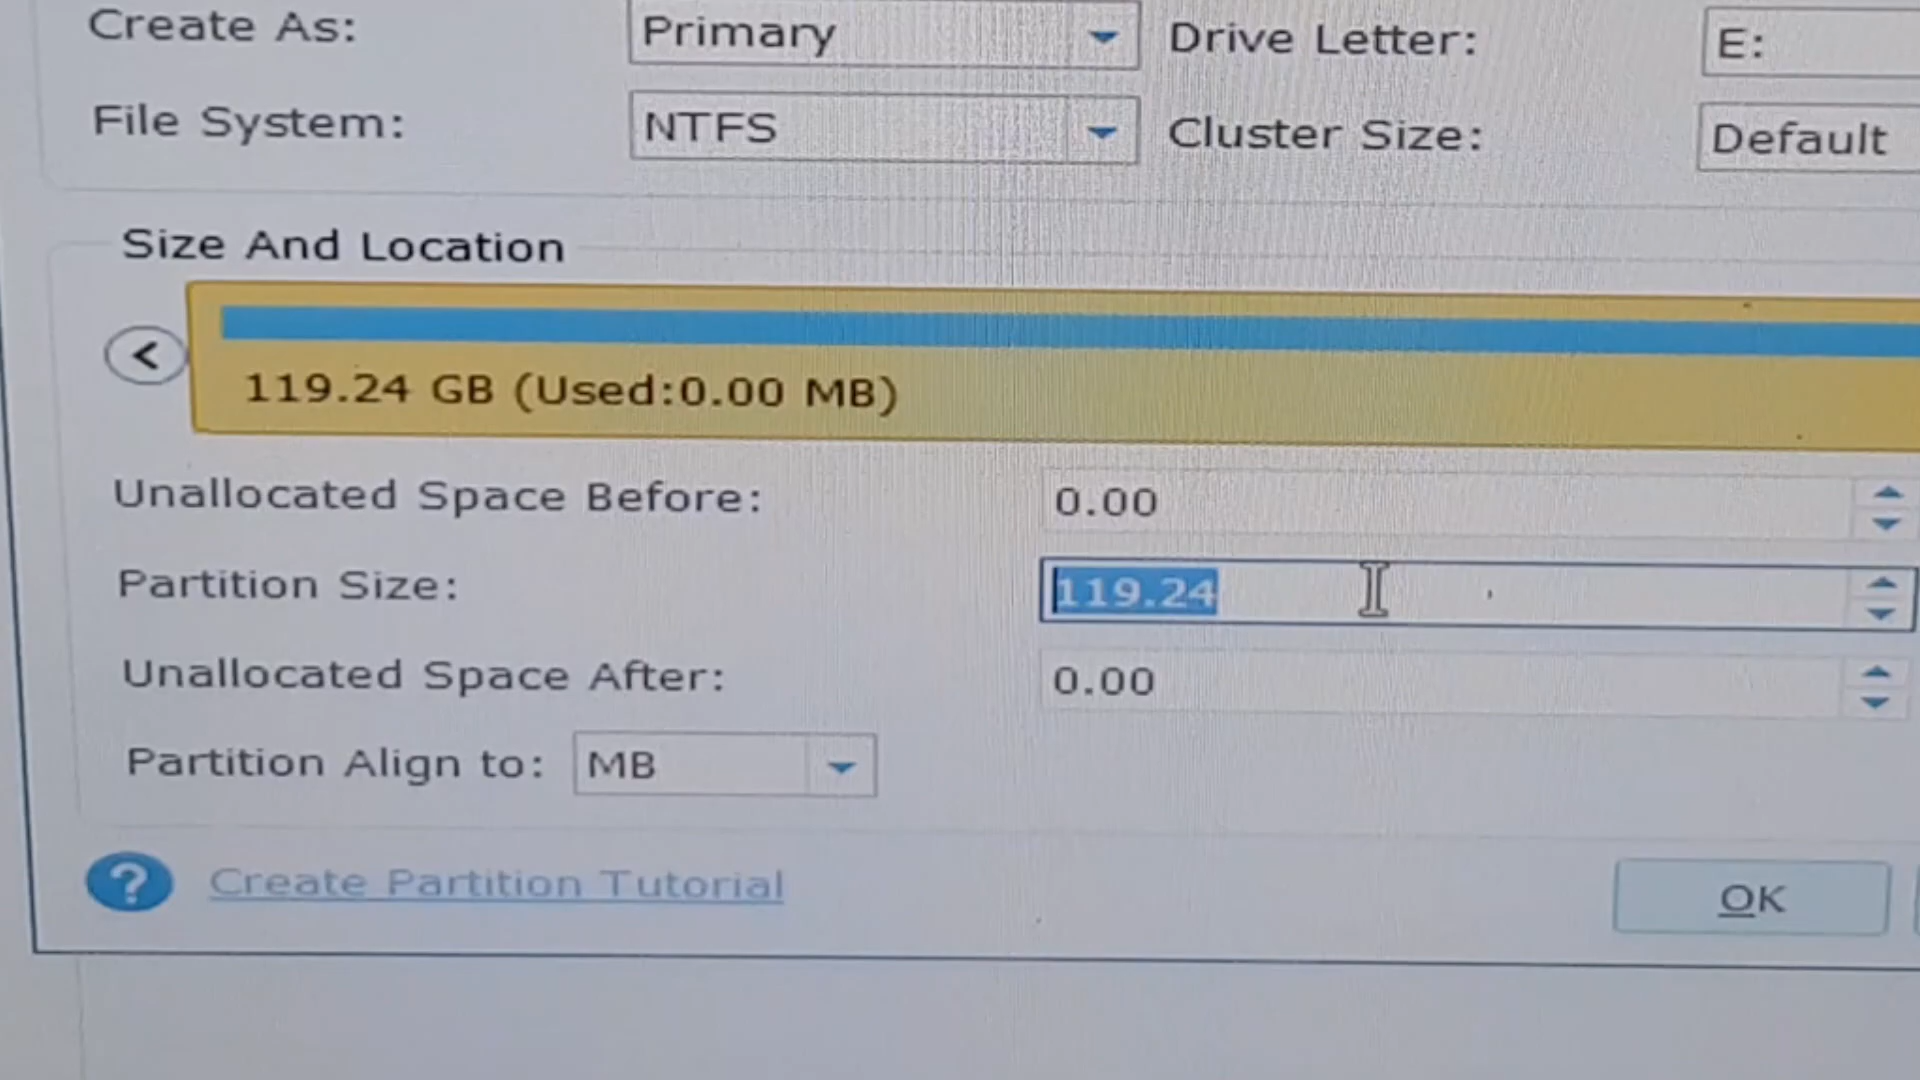 Create As: Primary Drive Letter: E:
File System: NTFS Cluster Size: Default
Size And Location
<
119.24 GB (Used:0.00 MB)
Unallocated Space Before: 0.00
Partition Size: 119.24
Unallocated Space After: 0.00
Partition Align to: MB
? Create Partition Tutorial OK